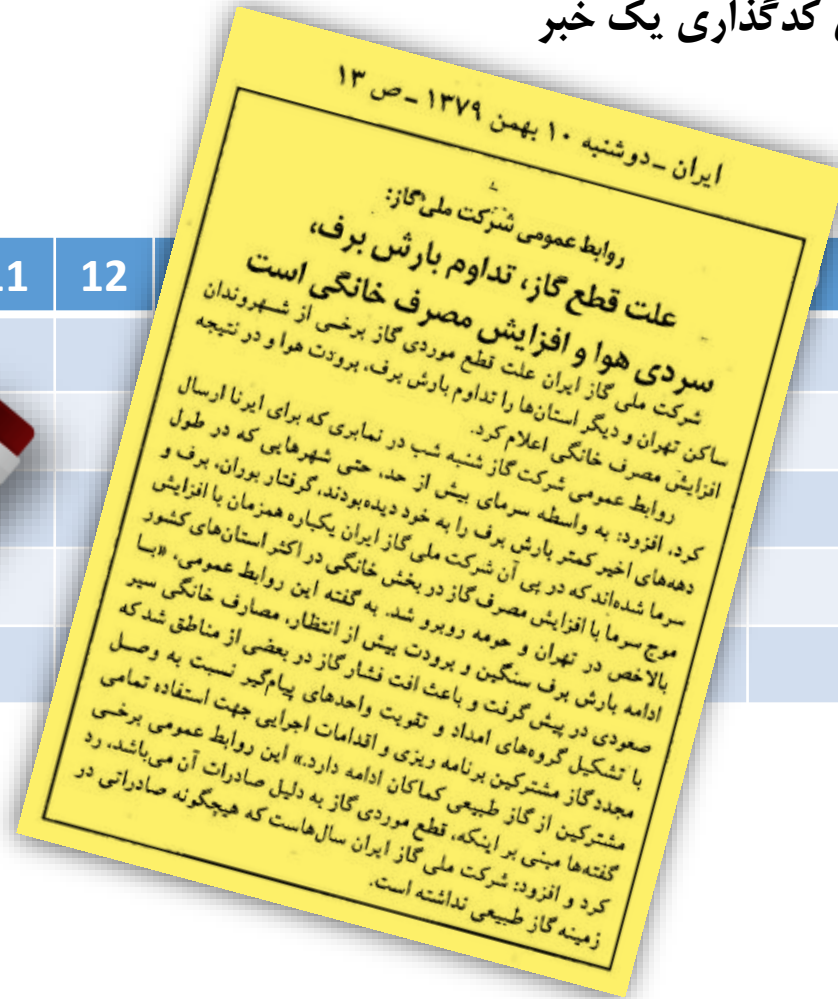 کدگذاری یک خبر
11 12
ایران ـ دوشنبه ۱۰ بهمن ۱۳۷۹ ـ ص ۱۳
روابط عمومی شرکت ملی گاز:
علت قطع گاز، تداوم بارش برف،
سردی هوا و افزایش مصرف خانگی است
شرکت ملی گاز ایران علت قطع موردی گاز برخی از شهروندان
ساکن تهران و دیگر استان‌ها را تداوم بارش برف، برودت هوا و در نتیجه
افزایش مصرف خانگی اعلام کرد.
روابط عمومی شرکت گاز شنبه شب در نمابری که برای ایرنا ارسال
کرد، افزود: به واسطه سرمای بیش از حد، حتی شهرهایی که در طول
دهه‌های اخیر کمتر بارش برف را به خود دیده‌بودند، گرفتار بوران، برف و
سرما شده‌اند که در پی آن شرکت ملی گاز ایران یکباره همزمان با افزایش
موج سرما با افزایش مصرف گاز در بخش خانگی در اکثر استان‌های کشور
بالاخص در تهران و حومه روبرو شد. به گفته این روابط عمومی، «با
ادامه بارش برف سنگین و برودت بیش از انتظار، مصارف خانگی سیر
صعودی در پیش گرفت و باعث افت فشار گاز در بعضی از مناطق شد که
با تشکیل گروه‌های امداد و تقویت واحدهای پیام‌گیر نسبت به وصل
مجدد گاز مشترکین برنامه ریزی و اقدامات اجرایی جهت استفاده تمامی
مشترکین از گاز طبیعی کماکان ادامه دارد.» این روابط عمومی برخی
گفته‌ها مبنی بر اینکه، قطع موردی گاز به دلیل صادرات آن می‌باشد، رد
کرد و افزود: شرکت ملی گاز ایران سال‌هاست که هیچگونه صادراتی در
زمینه گاز طبیعی نداشته است.